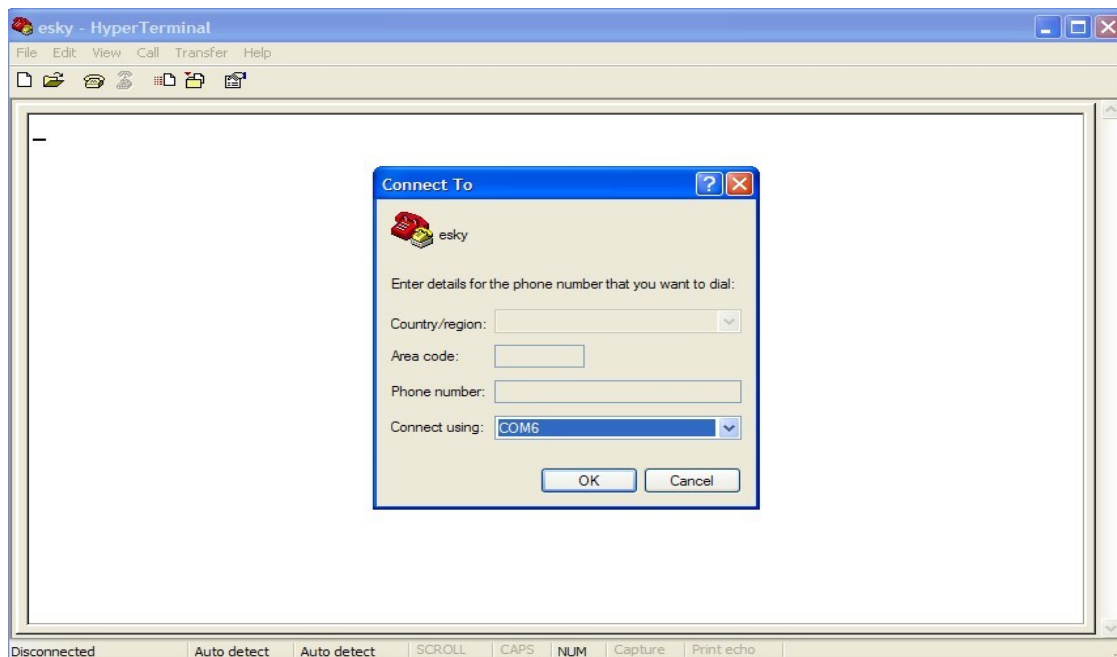 esky - HyperTerminal
File Edit View Call Transfer Help
Connect To
esky
Enter details for the phone number that you want to dial:
Country/region:
Area code:
Phone number:
Connect using: COM6
OK Cancel
Disconnected Auto detect Auto detect SCROLL CAPS NUM Capture Print echo